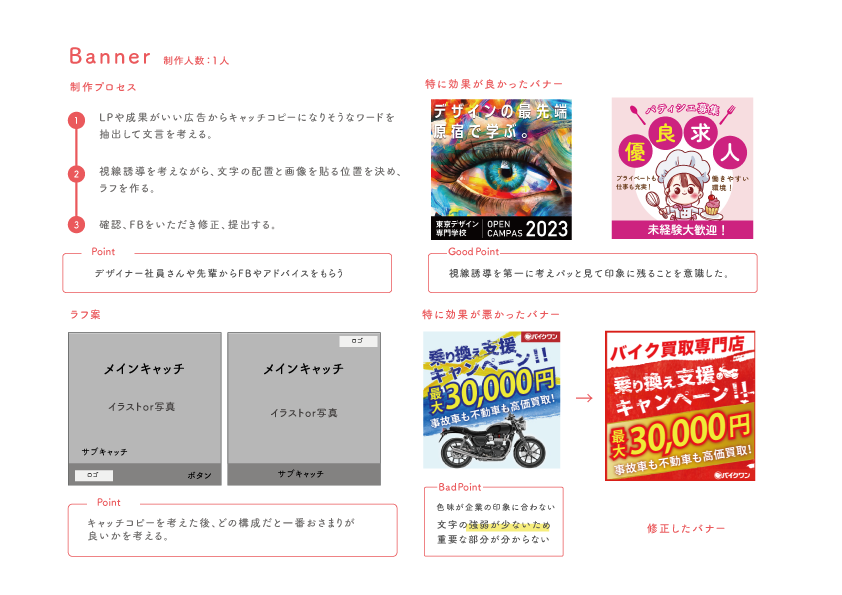 Banner 制作人数:1人
制作プロセス
1 LPや成果がいい広告からキャッチコピーになりそうなワードを
抽出して文言を考える。
2 視線誘導を考えながら、文字の配置と画像を貼る位置を決め、
ラフを作る。
3 確認、FBをいただき修正、提出する。
Point
デザイナー社員さんや先輩からFBやアドバイスをもらう
特に効果が良かったバナー
デザインの最先端
原宿で学ぶ。
東京デザイン
専門学校
OPEN
CAMPAS
2023
パティシエ募集
優良求人
プライベートも
仕事も充実!
働きやすい
環境!
未経験大歓迎!
Good Point
視線誘導を第一に考えパッと見て印象に残ることを意識した。
ラフ案
メインキャッチ
イラストor写真
サブキャッチ
ロゴ
ボタン
ロゴ
メインキャッチ
イラストor写真
サブキャッチ
Point
キャッチコピーを考えた後、どの構成だと一番おさまりが
良いかを考える。
特に効果が悪かったバナー
バイクワン
乗り換え支援
キャンペーン!!
最大30,000円
事故車も不動車も高価買取!
→
バイク買取専門店
乗り換え支援
キャンペーン!!
最大30,000円
事故車も不動車も高価買取!
バイクワン
Bad Point
色味が企業の印象に合わない
文字の強弱が少ないため
重要な部分が分からない
修正したバナー